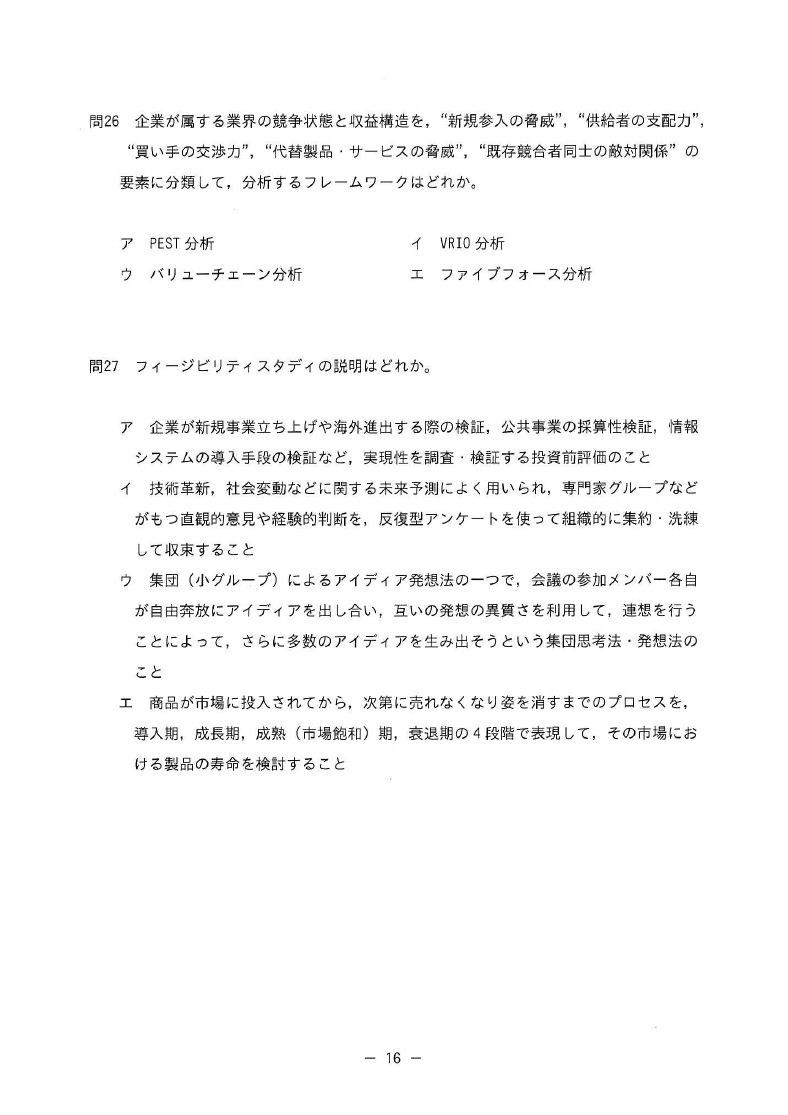 問26 企業が属する業界の競争状態と収益構造を，“新規参入の脅威”，“供給者の支配力”，
“買い手の交渉力”，“代替製品・サービスの脅威”，“既存競合者同士の敵対関係”の
要素に分類して，分析するフレームワークはどれか。
ア PEST 分析 イ VRIO 分析
ウ バリューチェーン分析 エ ファイブフォース分析
問27 フィージビリティスタディの説明はどれか。
ア 企業が新規事業立ち上げや海外進出する際の検証，公共事業の採算性検証，情報
システムの導入手段の検証など，実現性を調査・検証する投資前評価のこと
イ 技術革新，社会変動などに関する未来予測によく用いられ，専門家グループなど
がもつ直観的意見や経験的判断を，反復型アンケートを使って組織的に集約・洗練
して収束すること
ウ 集団（小グループ）によるアイディア発想法の一つで，会議の参加メンバー各自
が自由奔放にアイディアを出し合い，互いの発想の異質さを利用して，連想を行う
ことによって，さらに多数のアイディアを生み出そうという集団思考法・発想法の
こと
エ 商品が市場に投入されてから，次第に売れなくなり姿を消すまでのプロセスを，
導入期，成長期，成熟（市場飽和）期，衰退期の4段階で表現して，その市場にお
ける製品の寿命を検討すること
－ 16 －